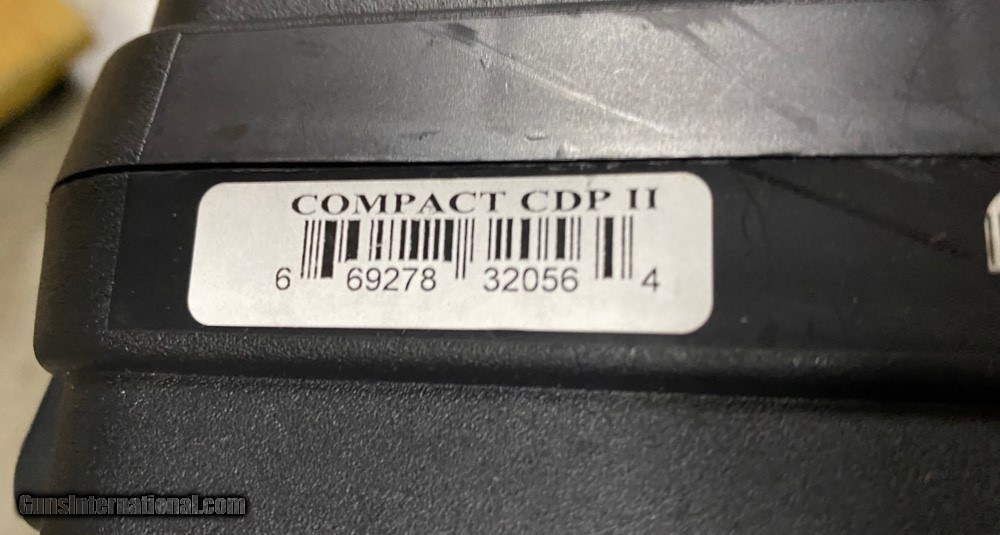 COMPACT CDP II
6 69278 32056 4
GunsInternational.com